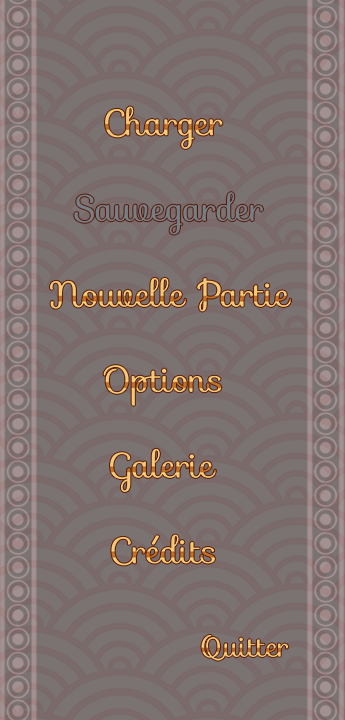 Charger
Sauvegarder
Nouvelle Partie
Options
Galerie
Crédits
Quitter